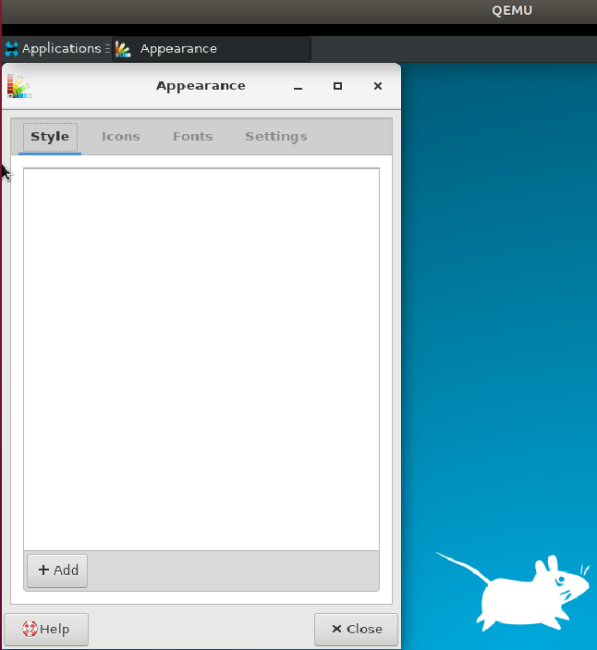 QEMU
Applications Appearance
Appearance
Style Icons Fonts Settings
+ Add
Help Close